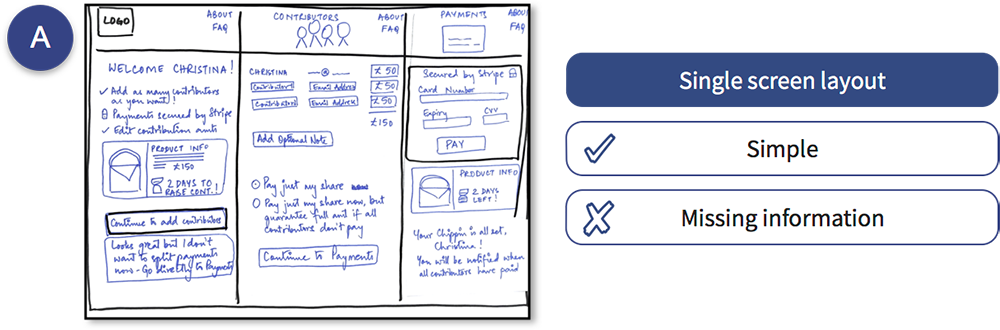 A
LOGO
ABOUT
FAQ
WELCOME CHRISTINA!
✓ Add as many contributors
as you want!
Payments secured by Stripe
✓ Edit contribution amts
PRODUCT INFO
£150
2 DAYS TO
RAISE CONT.!
Continue to add contributors
Looks great but I don't
want to split payments
now - Go directly to Payments
CONTRIBUTORS
ABOUT
FAQ
CHRISTINA
£50
Contributor 1
Email Address
£50
Contributor 2
Email Address
£50
£150
Add Optional Note
Pay just my share
Pay just my share now, but
guarantee full amt if all
contributors don't pay
Continue to Payments
PAYMENTS
ABOU
FAQ
Secured by Stripe
Card Number
Expiry
CVV
PAY
PRODUCT INFO
2 DAYS
LEFT!
Your Chippin is all set,
Christina!
You will be notified when
all contributors have paid
Single screen layout
Simple
Missing information